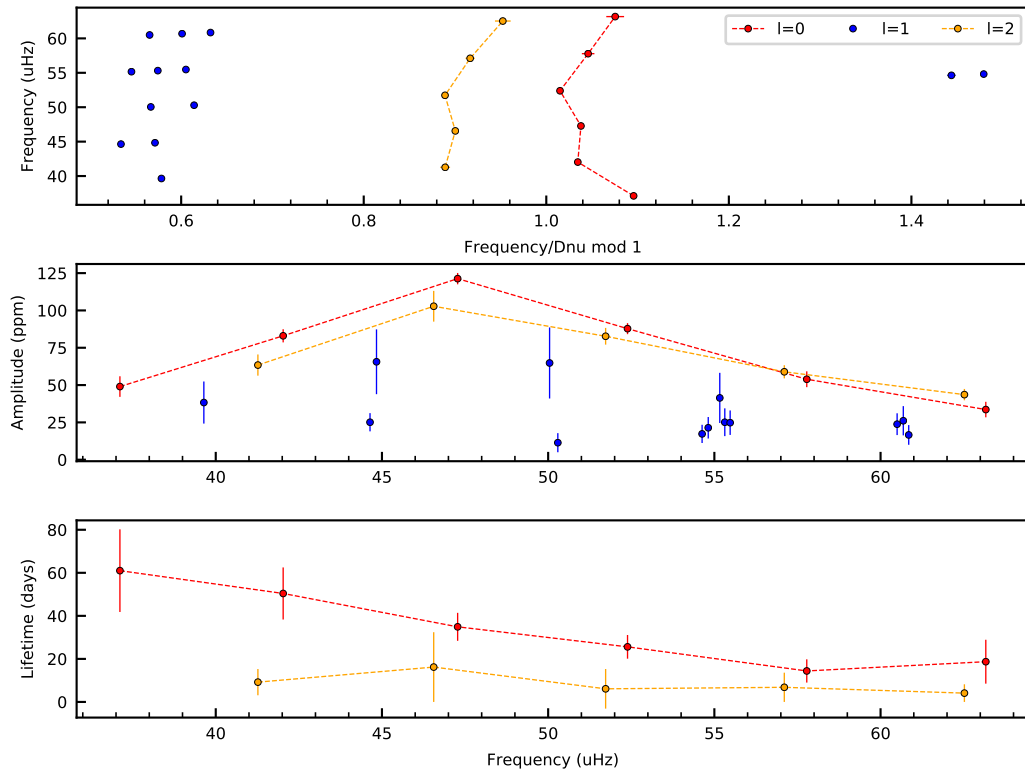 l=0 l=1 l=2
Frequency (uHz)
60
55
50
45
40
0.6 0.8 1.0 1.2 1.4
Frequency/Dnu mod 1
Amplitude (ppm)
125
100
75
50
25
0
40 45 50 55 60
Lifetime (days)
80
60
40
20
0
40 45 50 55 60
Frequency (uHz)